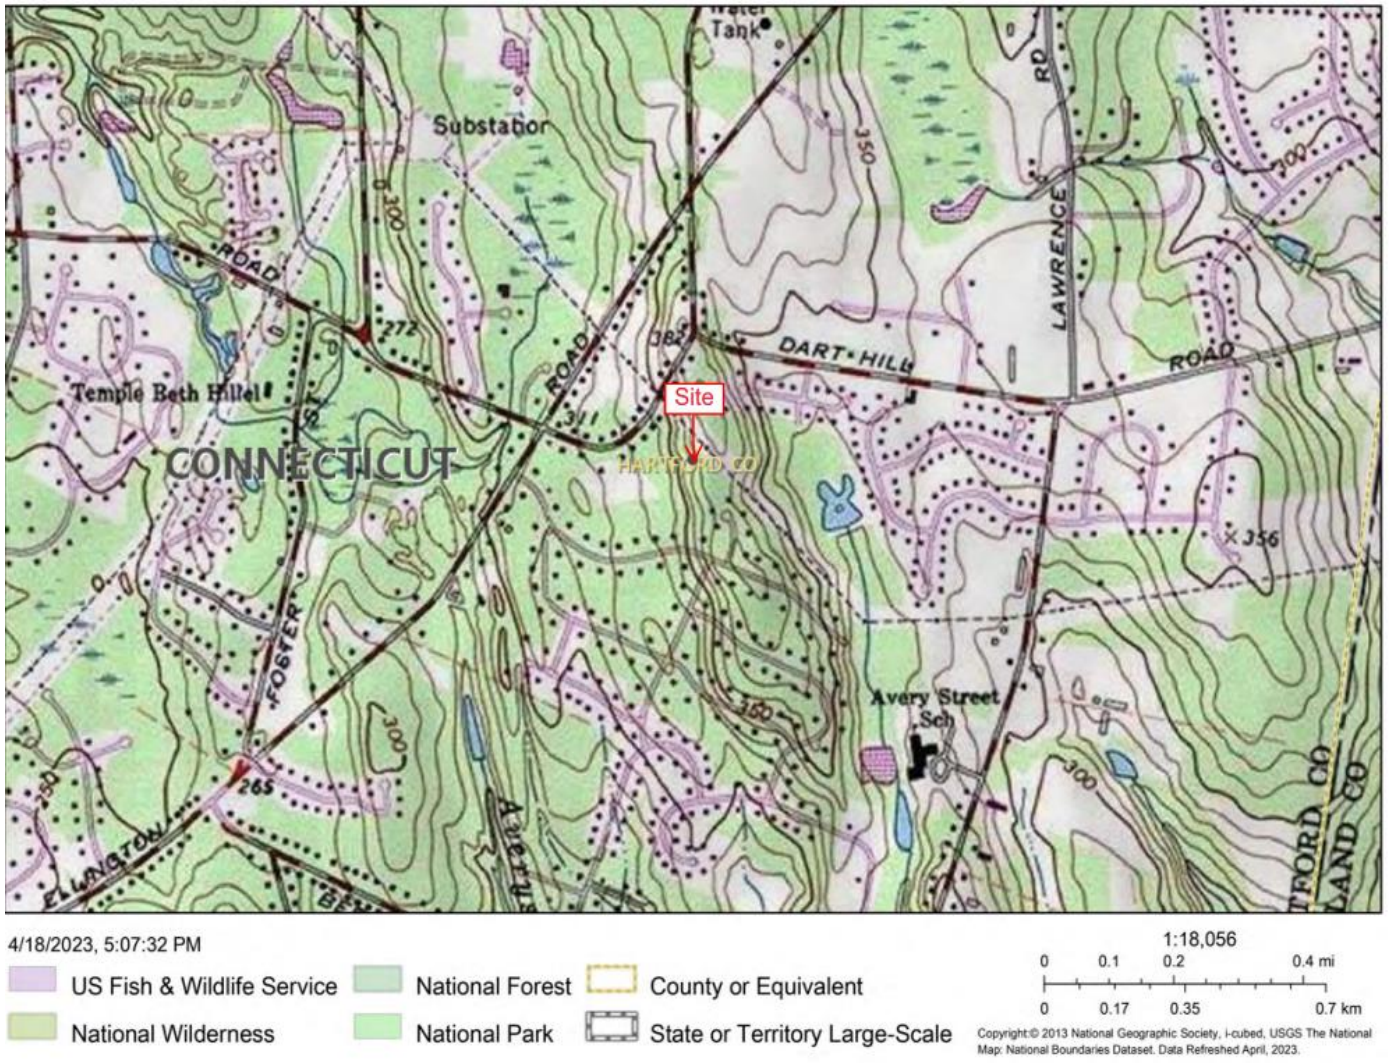 Water
Tank
RD
Substation
350
300
300
LAWRENCE
ROAD
272
ROAD
382
DART HILL
ROAD
Temple Beth Hillel
ST
Site
311
CONNECTICUT
HARTFORD CO
356
FOSTER
Avery Street
Sch
350
300
300
250
265
ELLINGTON
Avenue
TFORD CO
LAND CO
4/18/2023, 5:07:32 PM
US Fish & Wildlife Service
National Wilderness
National Forest
National Park
County or Equivalent
State or Territory Large-Scale
1:18,056
0 0.1 0.2 0.4 mi
0 0.17 0.35 0.7 km
Copyright:© 2013 National Geographic Society, i-cubed, USGS The National
Map: National Boundaries Dataset. Data Refreshed April, 2023.